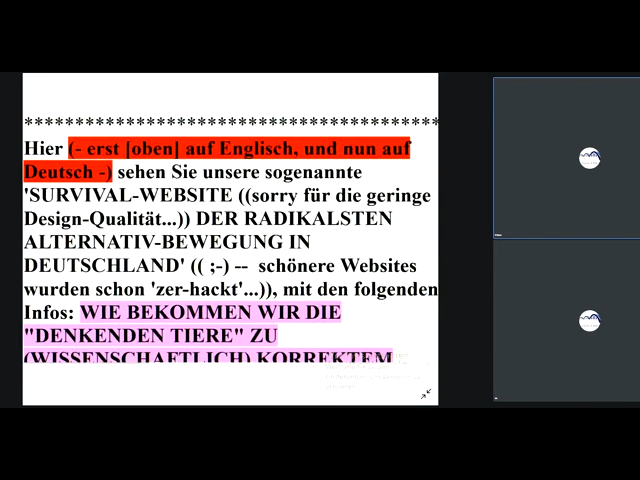 *****************************************
Hier (- erst [oben] auf Englisch, und nun auf
Deutsch -) sehen Sie unsere sogenannte
'SURVIVAL-WEBSITE ((sorry für die geringe
Design-Qualität...)) DER RADIKALSTEN
ALTERNATIV-BEWEGUNG IN
DEUTSCHLAND' (( ;-) -- schönere Websites
wurden schon 'zer-hackt'...)), mit den folgenden
Infos: WIE BEKOMMEN WIR DIE
"DENKENDEN TIERE" ZU
(WISSENSCHAFTLICH) KORREKTEM